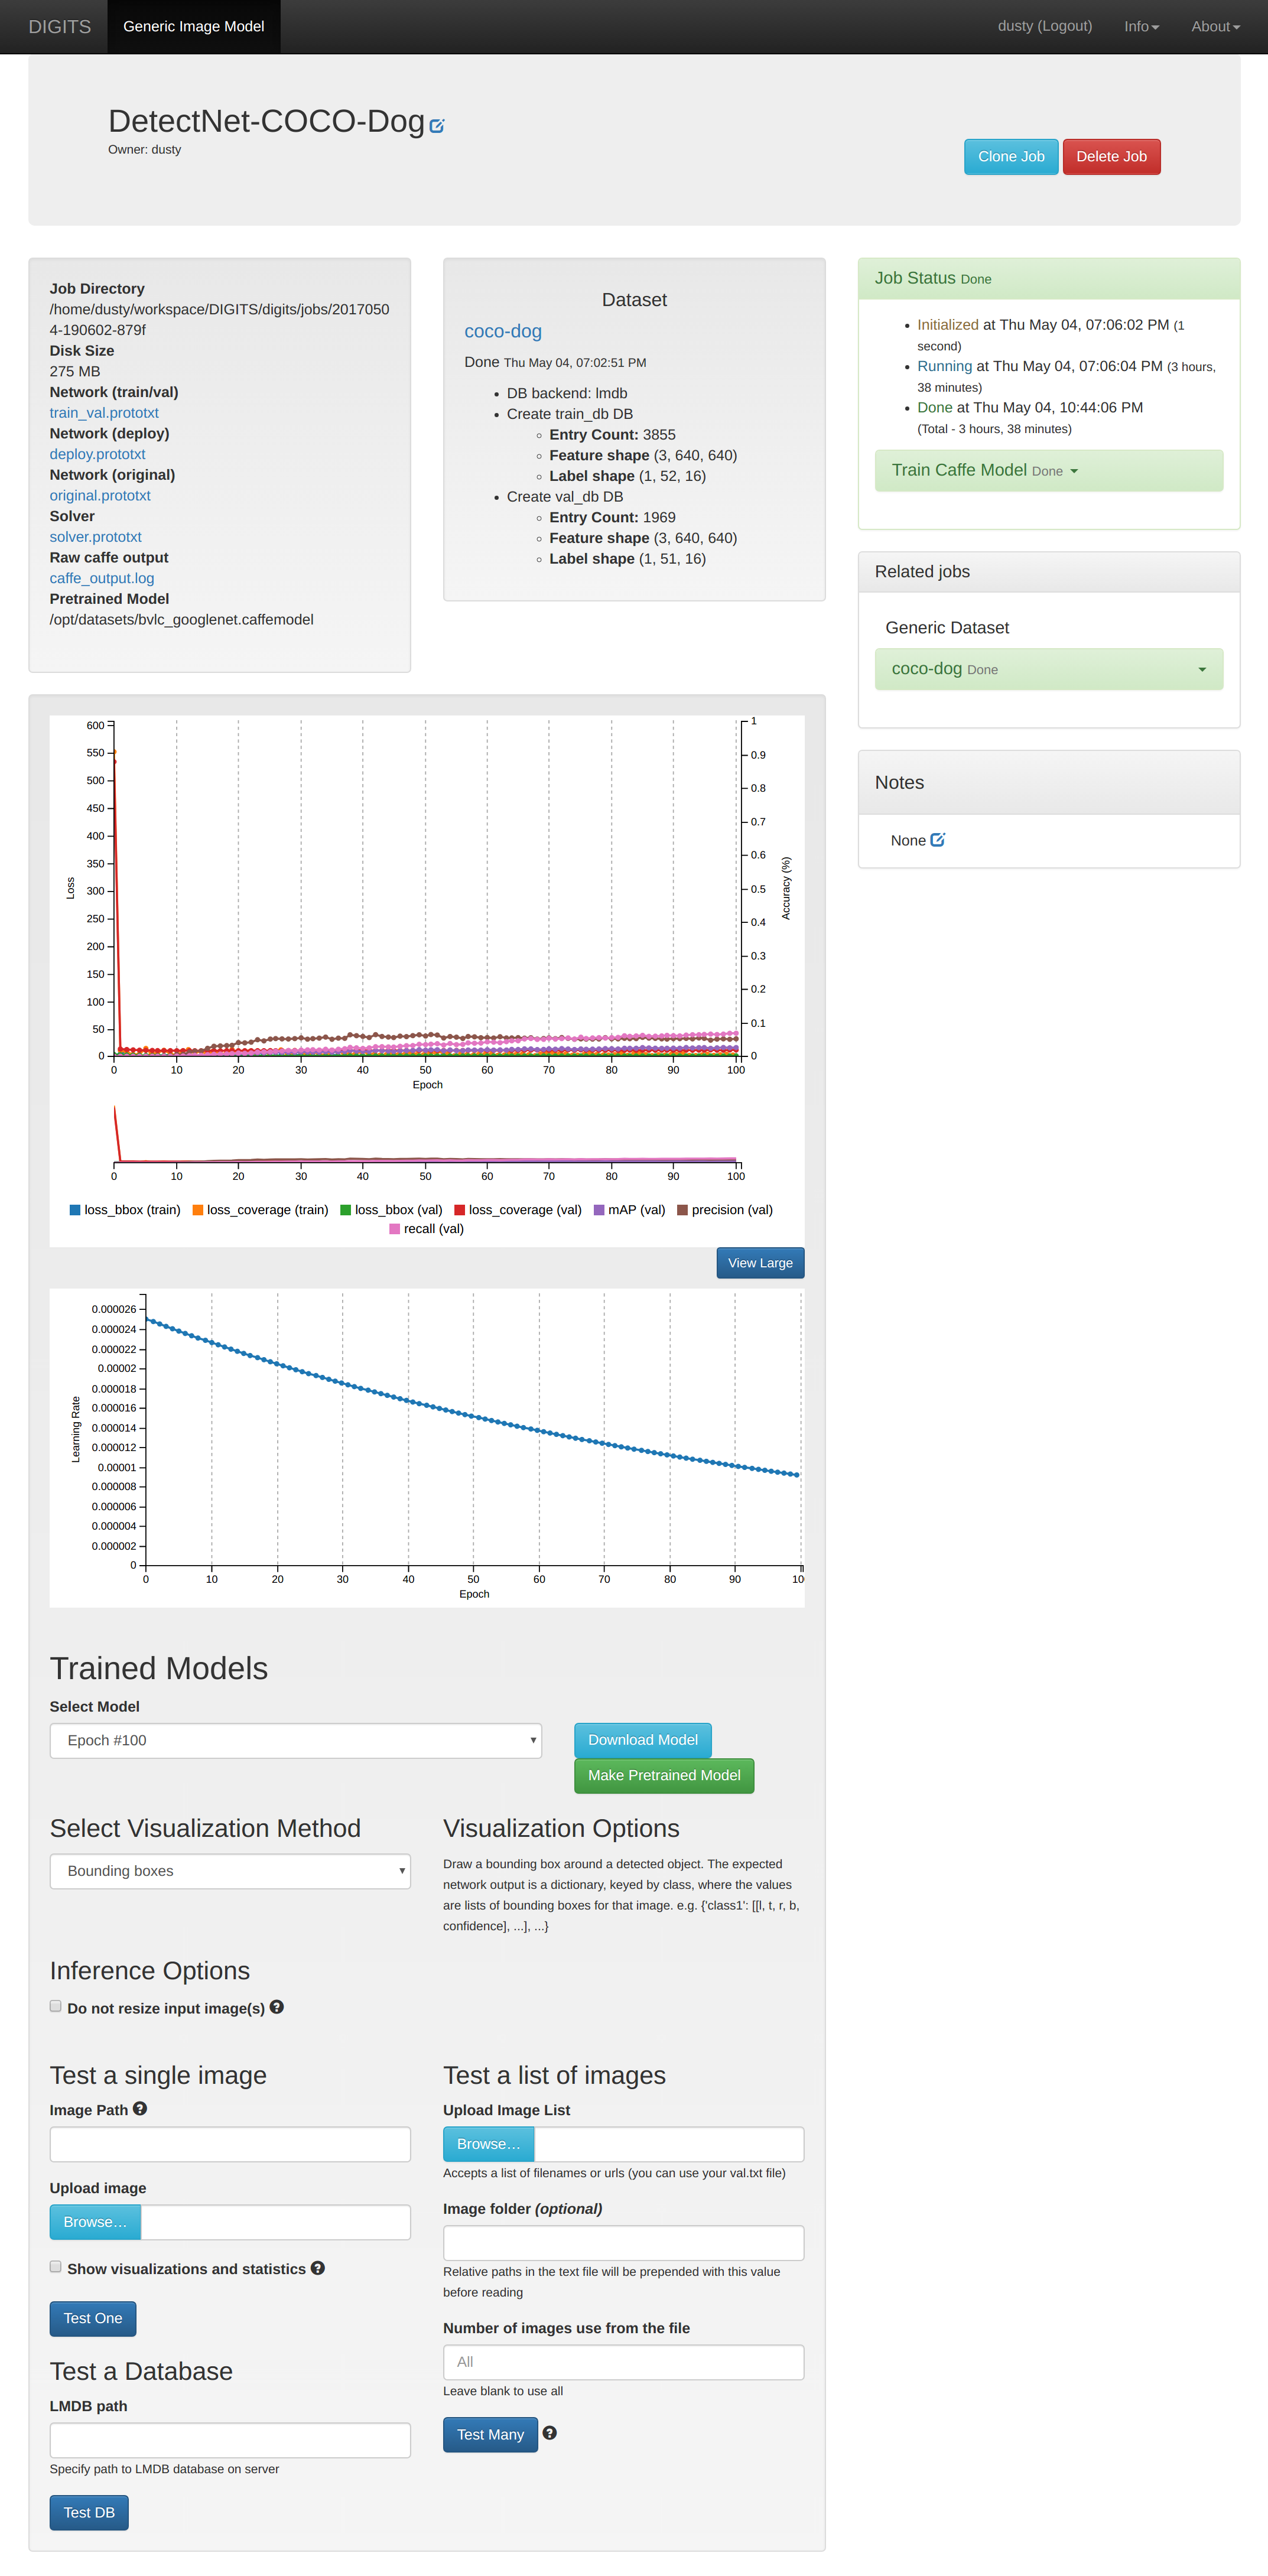 DIGITS Generic Image Model dusty (Logout) Info About
DetectNet-COCO-Dog
Owner: dusty
Clone Job Delete Job
Job Directory
/home/dusty/workspace/DIGITS/digits/jobs/2017050
4-190602-879f
Disk Size
275 MB
Network (train/val)
train_val.prototxt
Network (deploy)
deploy.prototxt
Network (original)
original.prototxt
Solver
solver.prototxt
Raw caffe output
caffe_output.log
Pretrained Model
/opt/datasets/bvlc_googlenet.caffemodel
Dataset
coco-dog
Done Thu May 04, 07:02:51 PM
DB backend: lmdb
Create train_db DB
Entry Count: 3855
Feature shape (3, 640, 640)
Label shape (1, 52, 16)
Create val_db DB
Entry Count: 1969
Feature shape (3, 640, 640)
Label shape (1, 51, 16)
Job Status Done
Initialized at Thu May 04, 07:06:02 PM (1
second)
Running at Thu May 04, 07:06:04 PM (3 hours,
38 minutes)
Done at Thu May 04, 10:44:06 PM
(Total - 3 hours, 38 minutes)
Train Caffe Model Done
Related jobs
Generic Dataset
coco-dog Done
Notes
None
600
550
500
450
400
350
300
250
200
150
100
50
0
Loss
1
0.9
0.8
0.7
0.6
0.5
0.4
0.3
0.2
0.1
0
Accuracy (%)
0 10 20 30 40 50 60 70 80 90 100
Epoch
0 10 20 30 40 50 60 70 80 90 100
loss_bbox (train) loss_coverage (train) loss_bbox (val) loss_coverage (val) mAP (val) precision (val)
recall (val)
View Large
0.000026
0.000024
0.000022
0.00002
0.000018
0.000016
0.000014
0.000012
0.00001
0.000008
0.000006
0.000004
0.000002
0
Learning Rate
0 10 20 30 40 50 60 70 80 90 10
Epoch
Trained Models
Select Model
Epoch #100
Download Model
Make Pretrained Model
Select Visualization Method
Bounding boxes
Visualization Options
Draw a bounding box around a detected object. The expected
network output is a dictionary, keyed by class, where the values
are lists of bounding boxes for that image. e.g. {'class1': [[l, t, r, b,
confidence], ...], ...}
Inference Options
Do not resize input image(s)
Test a single image
Image Path
Upload image
Browse...
Show visualizations and statistics
Test One
Test a Database
LMDB path
Specify path to LMDB database on server
Test DB
Test a list of images
Upload Image List
Browse...
Accepts a list of filenames or urls (you can use your val.txt file)
Image folder (optional)
Relative paths in the text file will be prepended with this value
before reading
Number of images use from the file
All
Leave blank to use all
Test Many